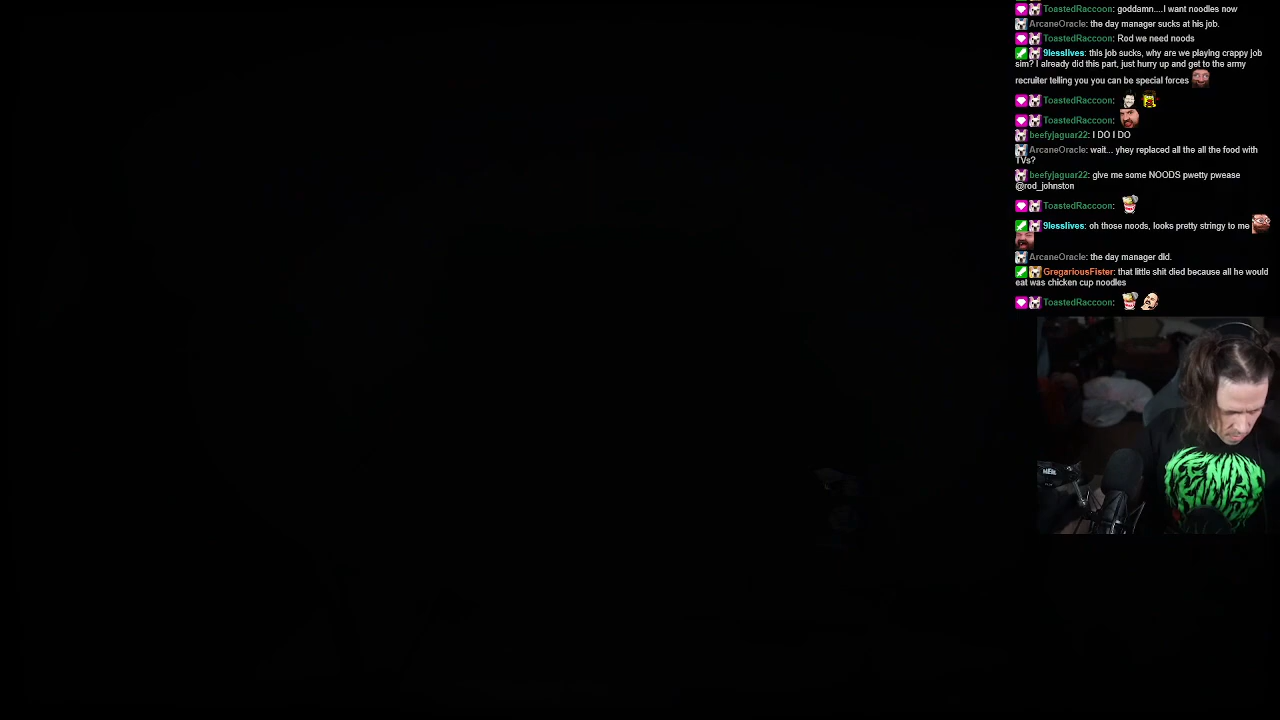 ToastedRaccoon: goddamn....I want noodles now
ArcaneOracle: the day manager sucks at his job.
ToastedRaccoon: Rod we need noods
9lesslives: this job sucks, why are we playing crappy job
sim? I already did this part, just hurry up and get to the army
recruiter telling you you can be special forces
ToastedRaccoon:
ToastedRaccoon:
beefyjaguar22: I DO I DO
ArcaneOracle: wait... yhey replaced all the all the food with
TVs?
beefyjaguar22: give me some NOODS pwetty pwease
@rod_johnston
ToastedRaccoon:
9lesslives: oh those noods, looks pretty stringy to me
ArcaneOracle: the day manager did.
GregariousFister: that little shit died because all he would
eat was chicken cup noodles
ToastedRaccoon: